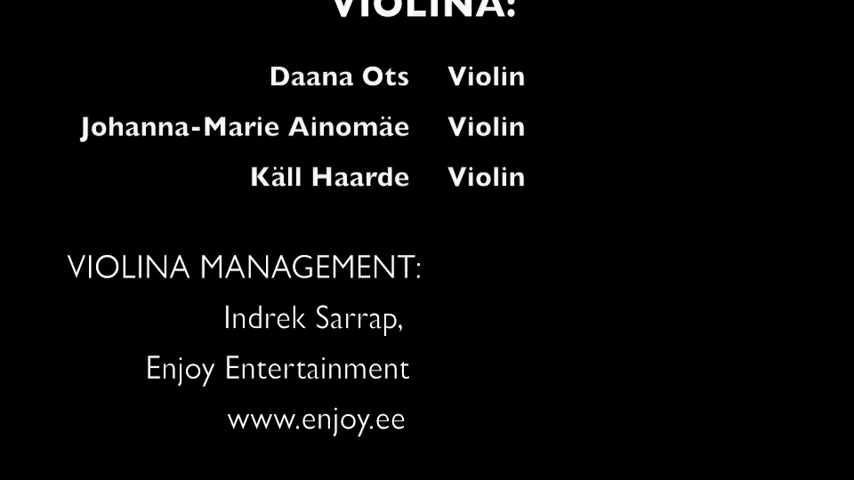 VIOLINA:
Daana Ots Violin
Johanna-Marie Ainomäe Violin
Käll Haarde Violin
VIOLINA MANAGEMENT:
Indrek Sarrap,
Enjoy Entertainment
www.enjoy.ee